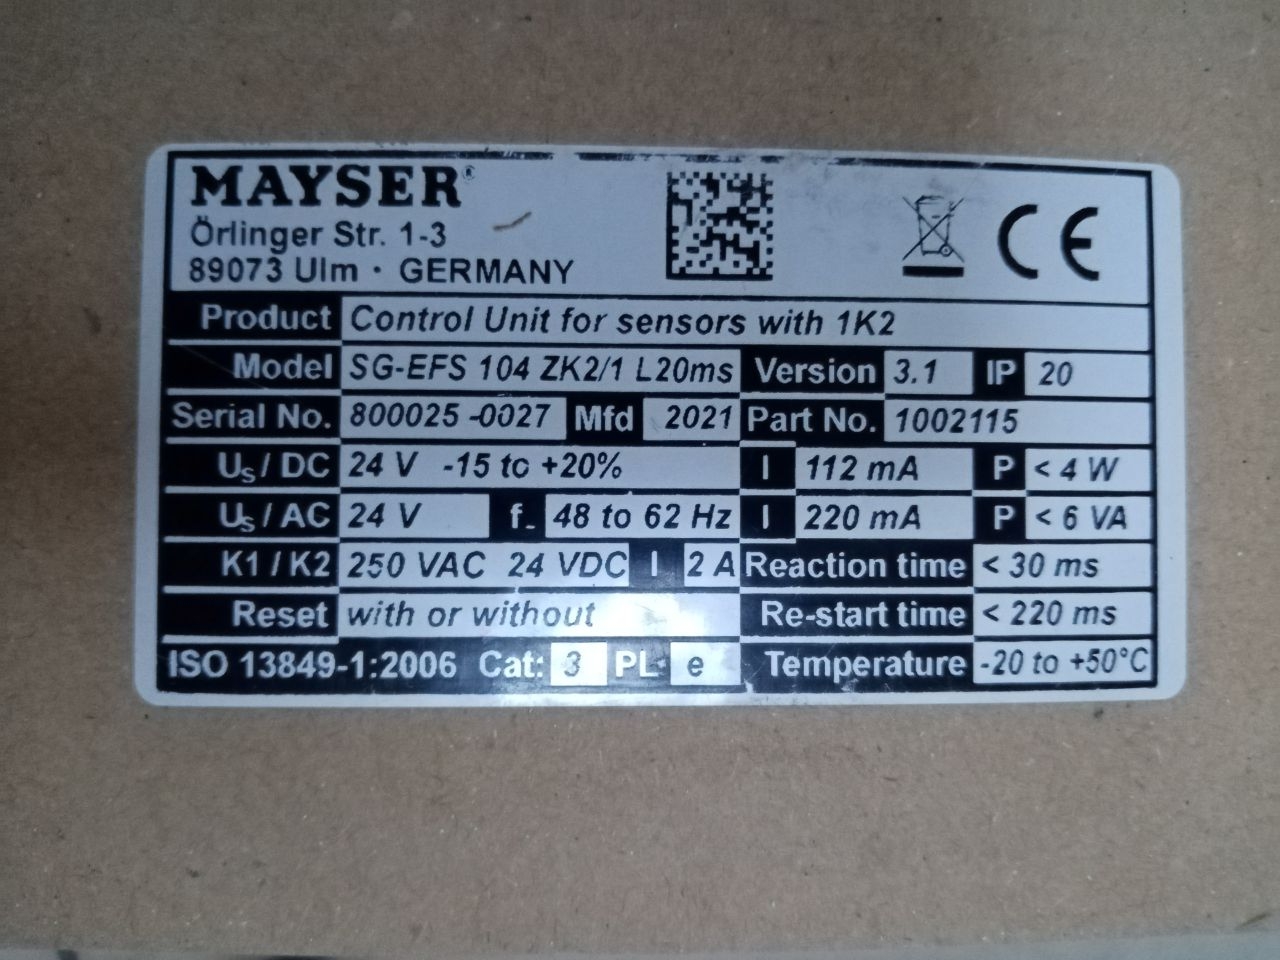 MAYSER®
Örlinger Str. 1-3
89073 Ulm · GERMANY
CE
Product Control Unit for sensors with 1K2
Model SG-EFS 104 ZK2/1 L20ms Version 3.1 IP 20
Serial No. 800025-0027 Mfd 2021 Part No. 1002115
Us/DC 24 V -15 to +20% I 112 mA P < 4 W
Us/AC 24 V f~ 48 to 62 Hz I 220 mA P < 6 VA
K1/K2 250 VAC 24 VDC I 2 A Reaction time < 30 ms
Reset with or without Re-start time < 220 ms
ISO 13849-1:2006 Cat: 3 PL: e Temperature -20 to +50°C